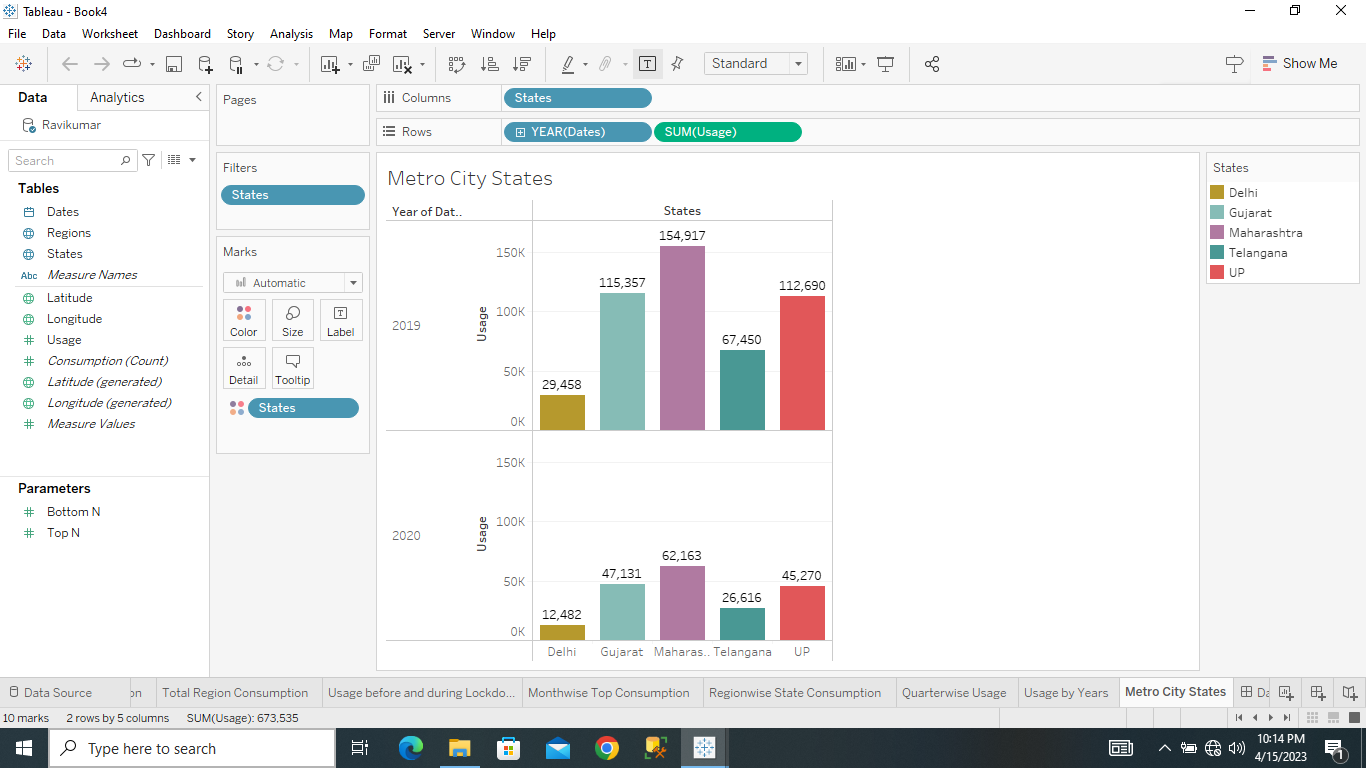 Tableau - Book4
File Data Worksheet Dashboard Story Analysis Map Format Server Window Help
Standard
Show Me
Data Analytics
Ravikumar
Search
Tables
Dates
Regions
States
Abc Measure Names
Latitude
Longitude
Usage
Consumption (Count)
Latitude (generated)
Longitude (generated)
Measure Values
Parameters
Bottom N
Top N
Pages
Filters
States
Marks
Automatic
Color Size Label
Detail Tooltip
States
Columns States
Rows YEAR(Dates) SUM(Usage)
Metro City States
Year of Dat.. States
2019
Usage
150K
100K
50K
0K
29,458
115,357
154,917
67,450
112,690
2020
Usage
150K
100K
50K
0K
12,482
47,131
62,163
26,616
45,270
Delhi Gujarat Maharas.. Telangana UP
States
Delhi
Gujarat
Maharashtra
Telangana
UP
Data Source on Total Region Consumption Usage before and during Lockdo... Monthwise Top Consumption Regionwise State Consumption Quarterwise Usage Usage by Years Metro City States Da
10 marks 2 rows by 5 columns SUM(Usage): 673,535
Type here to search
10:14 PM
4/15/2023
1